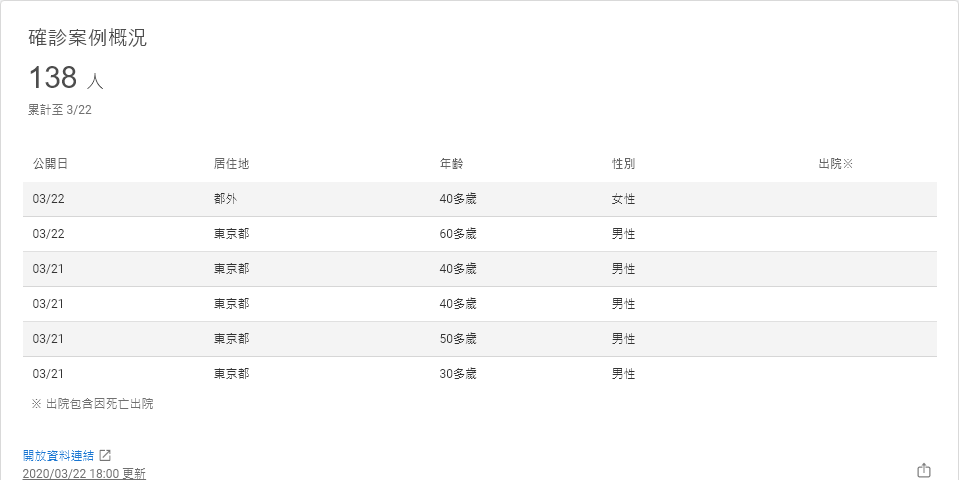 確診案例概況
138 人
累計至 3/22
公開日 居住地 年齡 性別 出院※
03/22 都外 40多歲 女性
03/22 東京都 60多歲 男性
03/21 東京都 40多歲 男性
03/21 東京都 40多歲 男性
03/21 東京都 50多歲 男性
03/21 東京都 30多歲 男性
※ 出院包含因死亡出院
開放資料連結
2020/03/22 18:00 更新